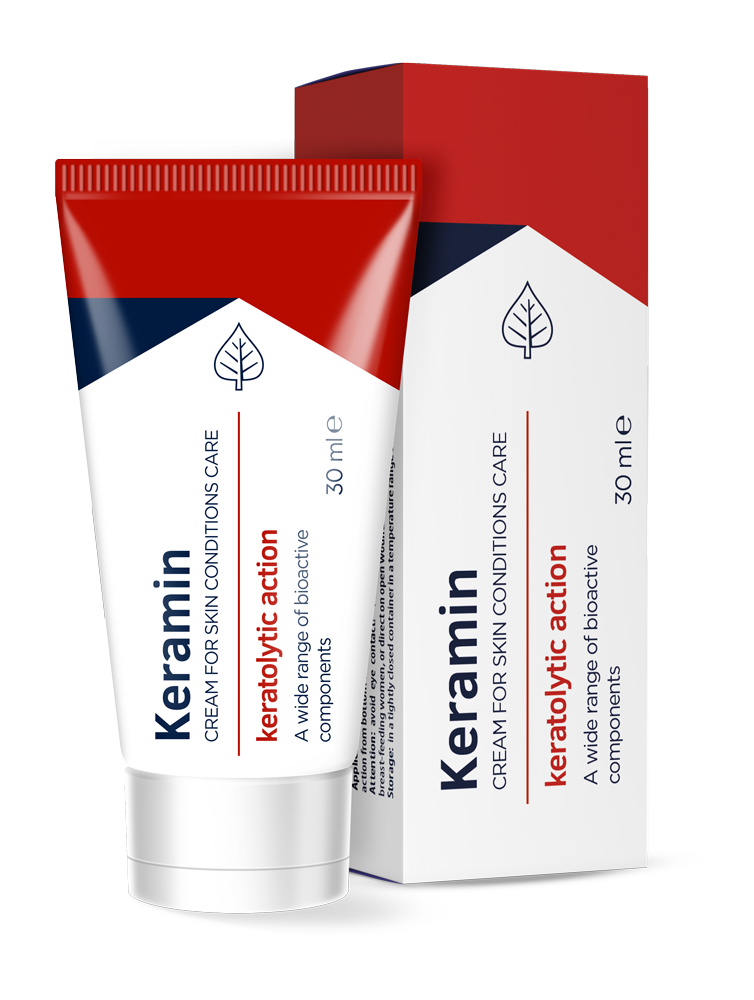 Keramin
CREAM FOR SKIN CONDITIONS CARE
keratolytic action
A wide range of bioactive
components
30 ml ℮
action from
Attention: avoid eye contact
breast-feeding women, or direct on open
Storage: in a tightly closed container in a temperature
Keramin
CREAM FOR SKIN CONDITIONS CARE
keratolytic action
A wide range of bioactive
components
30 ml ℮